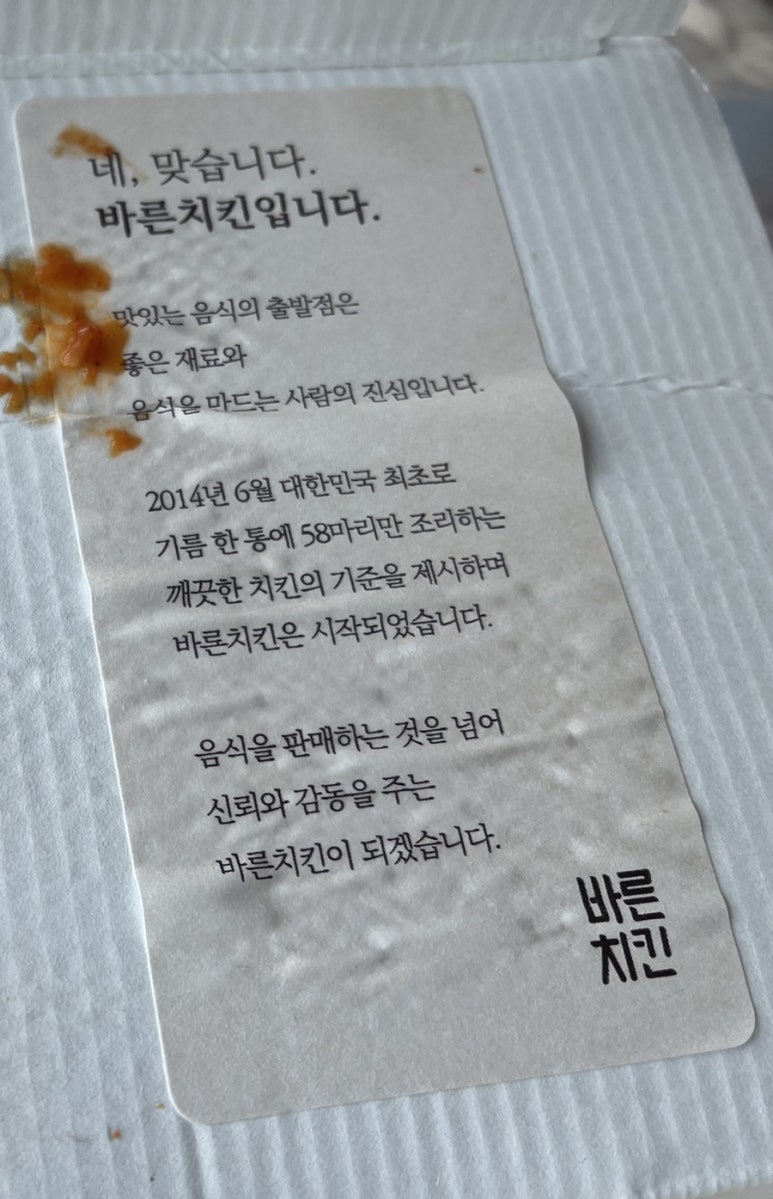 네, 맞습니다.
바른치킨입니다.
맛있는 음식의 출발점은
좋은 재료와
음식을 마드는 사람의 진심입니다.
2014년 6월 대한민국 최초로
기름 한 통에 58마리만 조리하는
깨끗한 치킨의 기준을 제시하며
바른치킨은 시작되었습니다.
음식을 판매하는 것을 넘어
신뢰와 감동을 주는
바른치킨이 되겠습니다.
바른
치킨